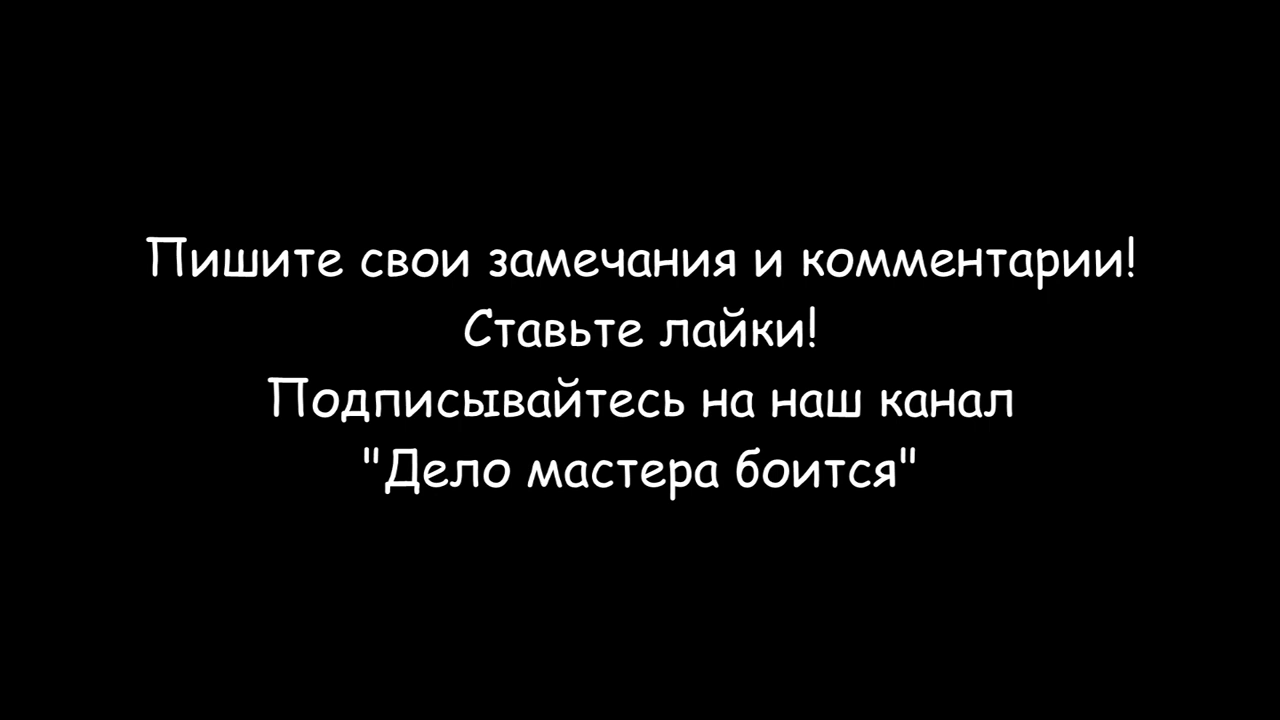 Пишите свои замечания и комментарии!
Ставьте лайки!
Подписывайтесь на наш канал
"Дело мастера боится"